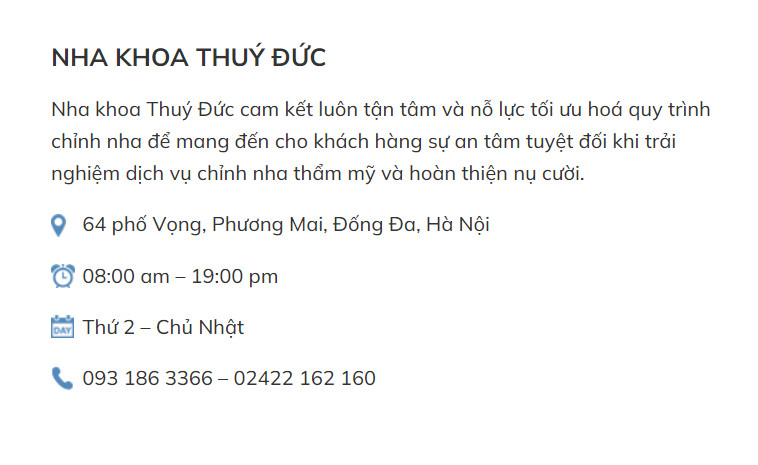 NHA KHOA THUÝ ĐỨC
Nha khoa Thuý Đức cam kết luôn tận tâm và nỗ lực tối ưu hoá quy trình
chỉnh nha để mang đến cho khách hàng sự an tâm tuyệt đối khi trải
nghiệm dịch vụ chỉnh nha thẩm mỹ và hoàn thiện nụ cười.
64 phố Vọng, Phương Mai, Đống Đa, Hà Nội
08:00 am – 19:00 pm
DAY Thứ 2 – Chủ Nhật
093 186 3366 – 02422 162 160